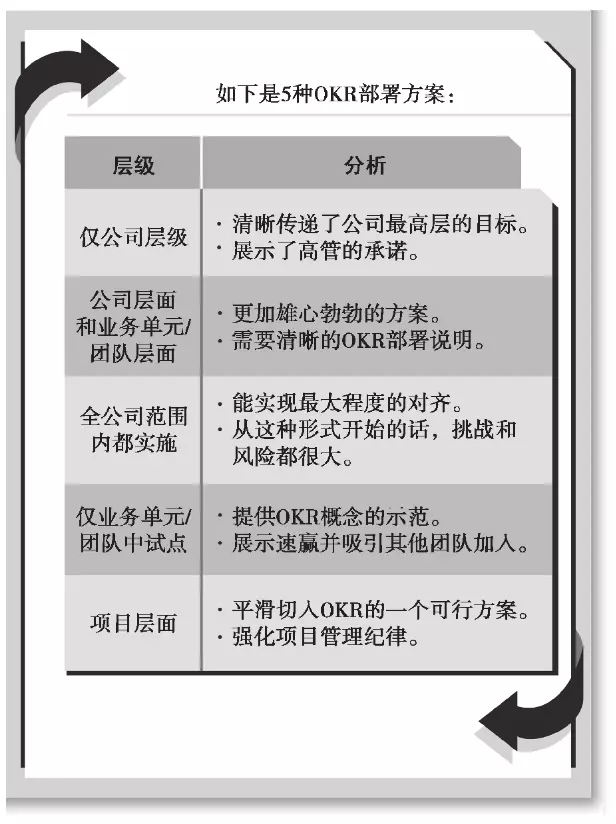 如下是5种OKR部署方案：
层级
分析
仅公司层级
· 清晰传递了公司最高层的目标。
· 展示了高管的承诺。
公司层面
和业务单元/
团队层面
· 更加雄心勃勃的方案。
· 需要清晰的OKR部署说明。
全公司范围
内都实施
· 能实现最大程度的对齐。
· 从这种形式开始的话，挑战和
风险都很大。
仅业务单元/
团队中试点
· 提供OKR概念的示范。
· 展示速赢并吸引其他团队加入。
项目层面
· 平滑切入OKR的一个可行方案。
· 强化项目管理纪律。